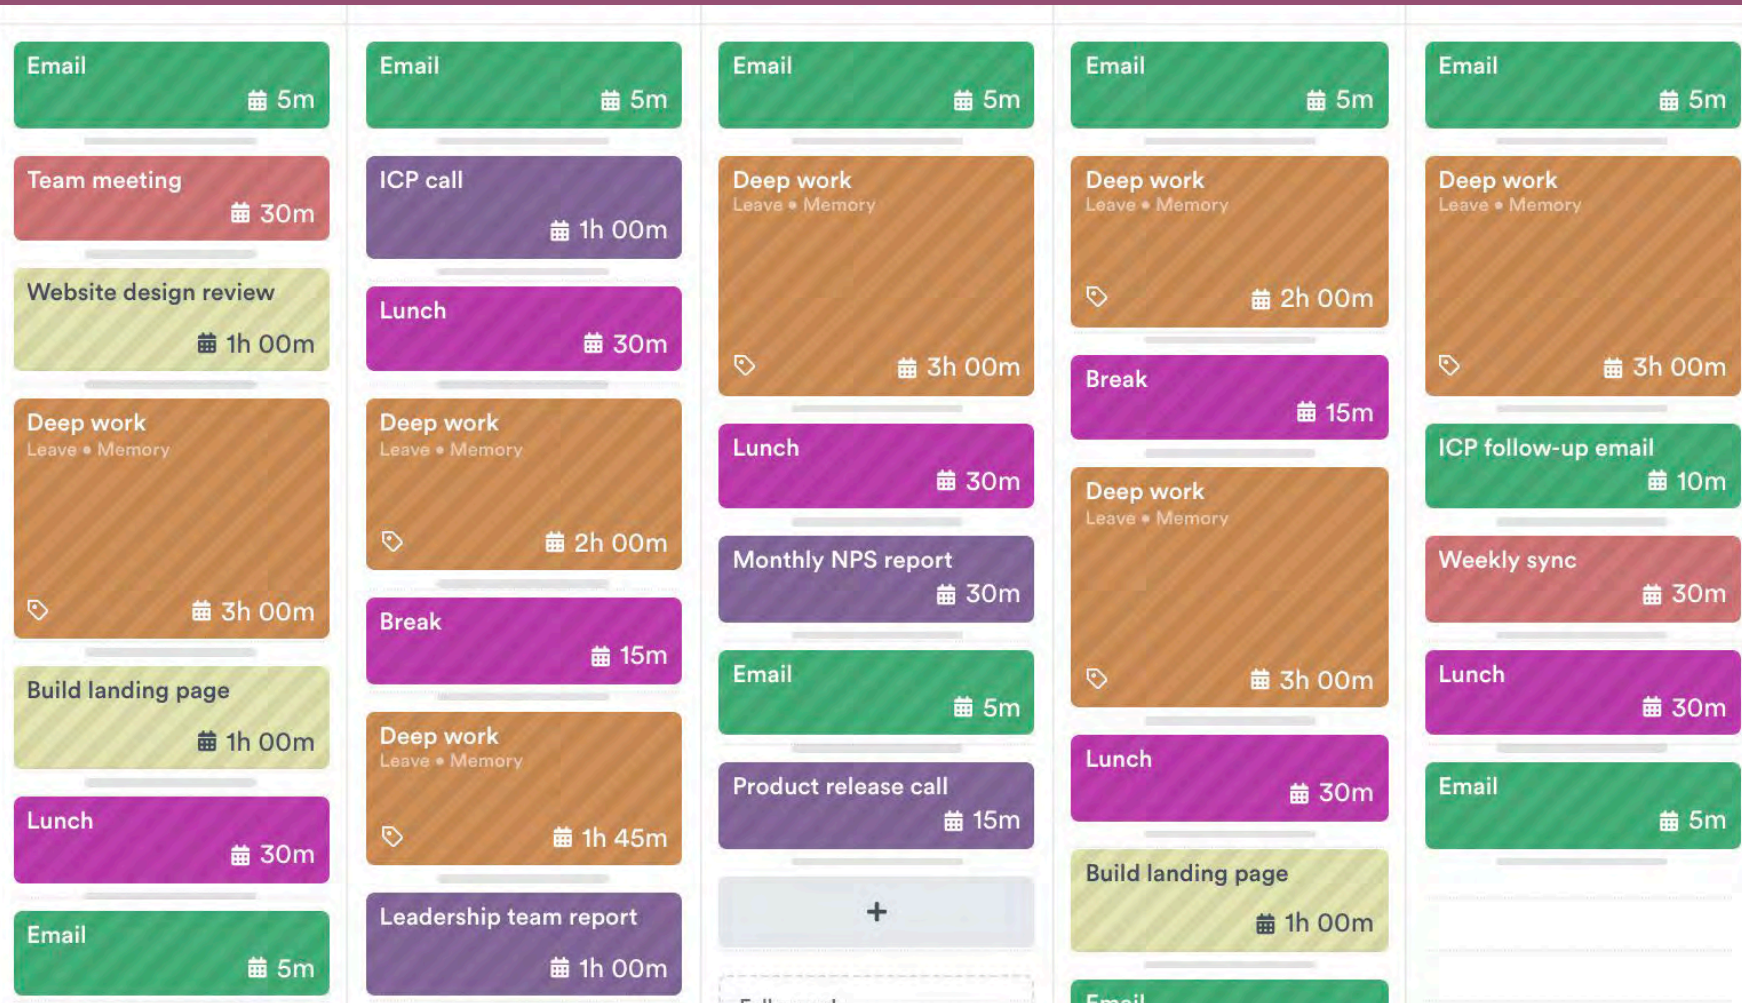 Email
5m
Team meeting
30m
Website design review
1h 00m
Deep work
Leave • Memory
3h 00m
Build landing page
1h 00m
Lunch
30m
Email
5m
Email
5m
ICP call
1h 00m
Lunch
30m
Deep work
Leave • Memory
2h 00m
Break
15m
Deep work
Leave • Memory
1h 45m
Leadership team report
1h 00m
Email
5m
Deep work
Leave • Memory
3h 00m
Lunch
30m
Monthly NPS report
30m
Email
5m
Product release call
15m
+
Email
5m
Deep work
Leave • Memory
2h 00m
Break
15m
Deep work
Leave • Memory
3h 00m
Lunch
30m
Build landing page
1h 00m
Email
Email
5m
Deep work
Leave • Memory
3h 00m
ICP follow-up email
10m
Weekly sync
30m
Lunch
30m
Email
5m